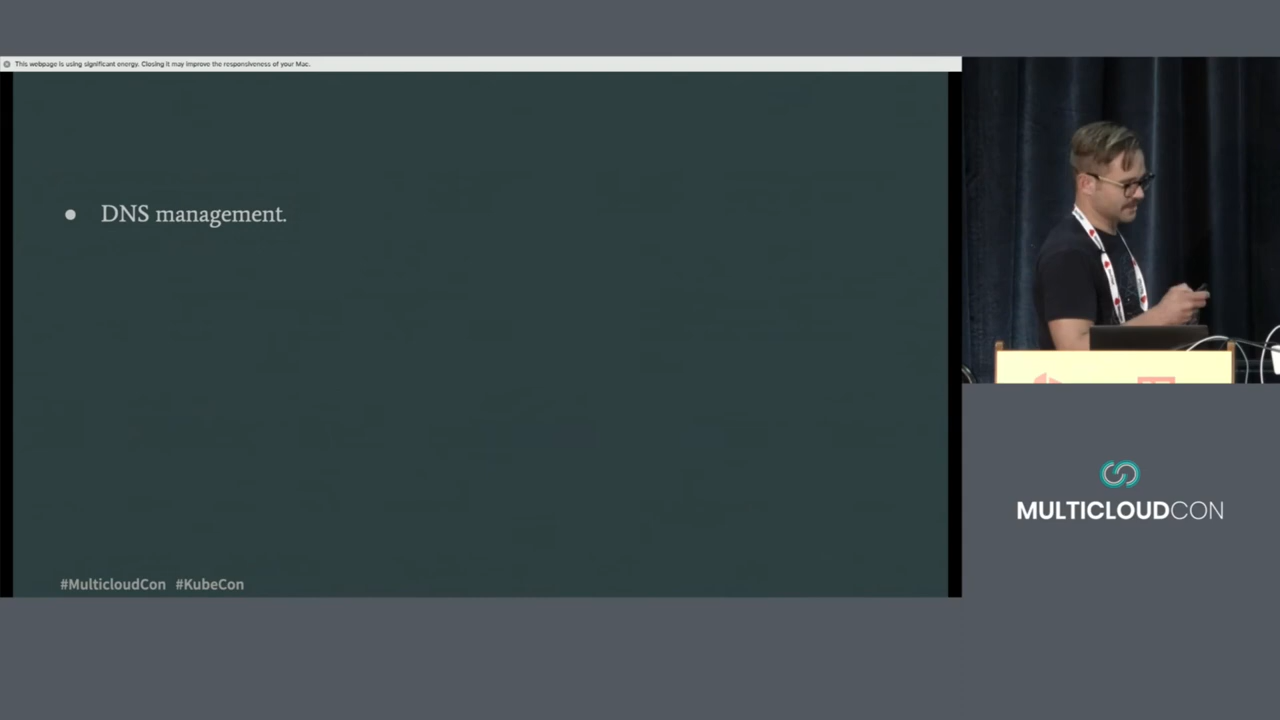 This webpage is using significant energy. Closing it may improve the responsiveness of your Mac.
● DNS management.
#MulticloudCon #KubeCon
MULTICLOUDCON